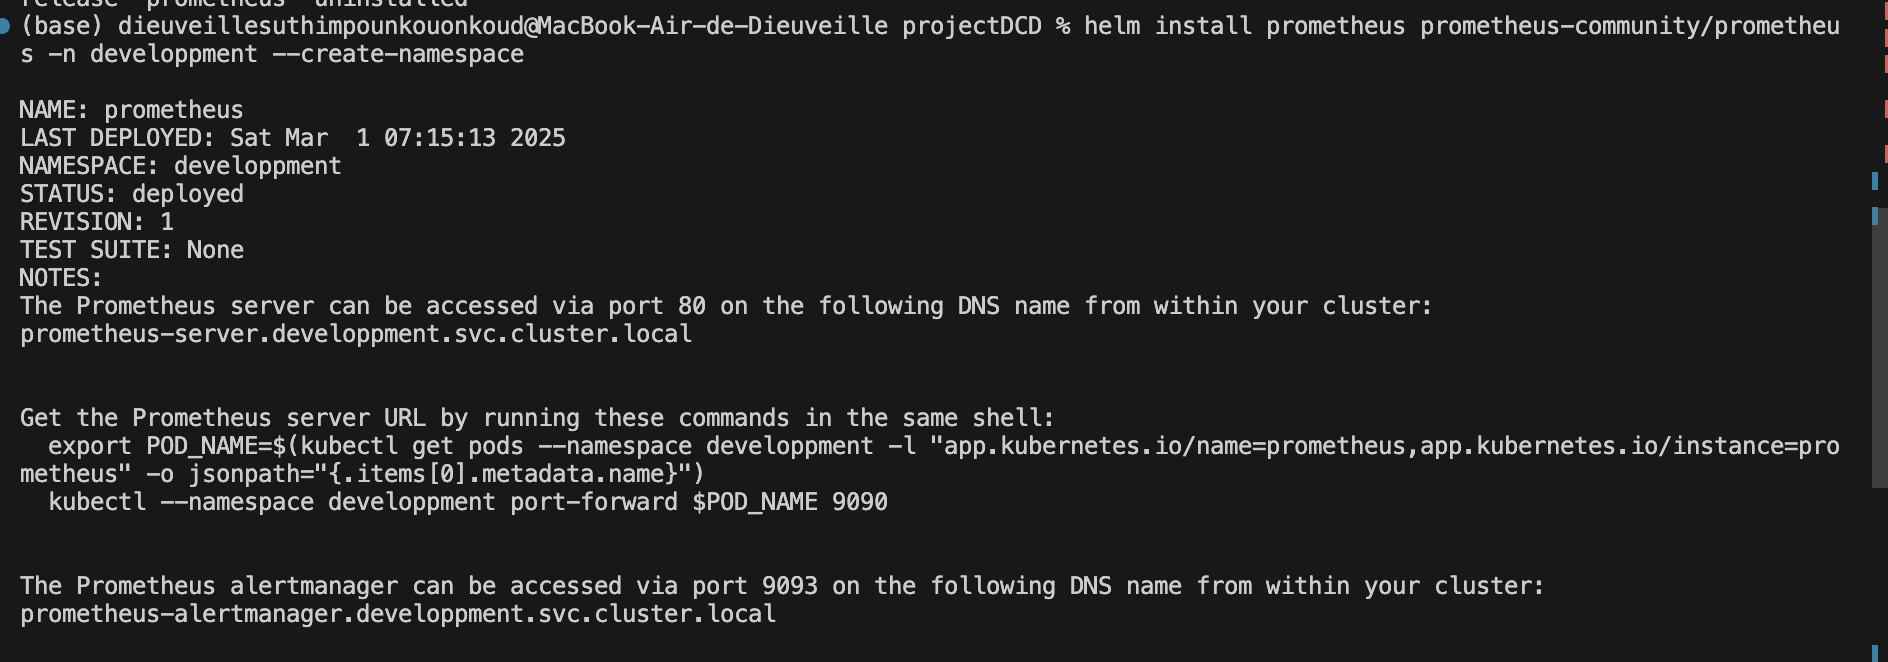 release "prometheus" uninstalled
(base) dieuveillesuthimpounkouonkoud@MacBook-Air-de-Dieuveille projectDCD % helm install prometheus prometheus-community/prometheu
s -n developpment --create-namespace
NAME: prometheus
LAST DEPLOYED: Sat Mar  1 07:15:13 2025
NAMESPACE: developpment
STATUS: deployed
REVISION: 1
TEST SUITE: None
NOTES:
The Prometheus server can be accessed via port 80 on the following DNS name from within your cluster:
prometheus-server.developpment.svc.cluster.local
Get the Prometheus server URL by running these commands in the same shell:
  export POD_NAME=$(kubectl get pods --namespace developpment -l "app.kubernetes.io/name=prometheus,app.kubernetes.io/instance=pro
metheus" -o jsonpath="{.items[0].metadata.name}")
  kubectl --namespace developpment port-forward $POD_NAME 9090
The Prometheus alertmanager can be accessed via port 9093 on the following DNS name from within your cluster:
prometheus-alertmanager.developpment.svc.cluster.local